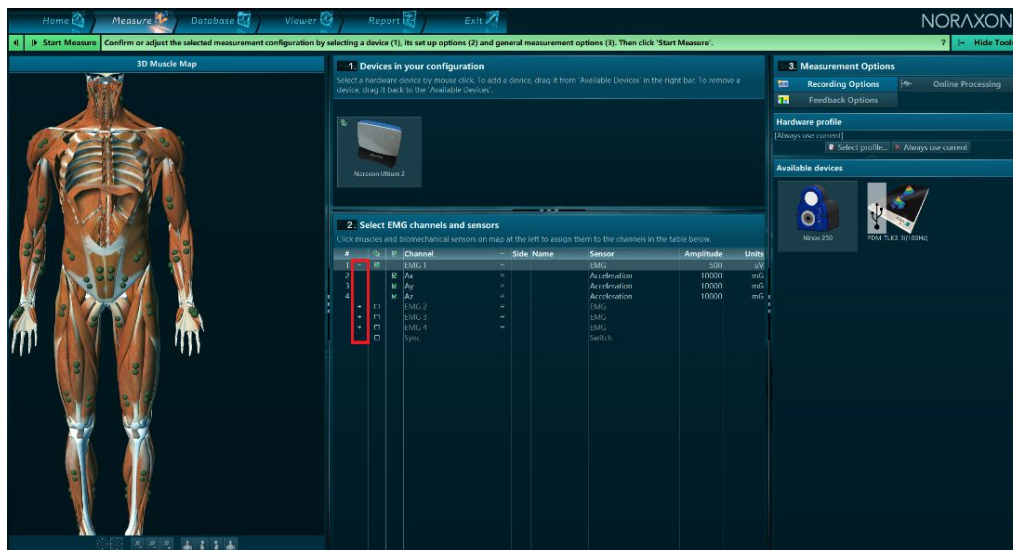 Home Measure Database Viewer Report Exit NORAXON
Start Measure Confirm or adjust the selected measurement configuration by selecting a device (1), its set up options (2) and general measurement options (3). Then click 'Start Measure'. ? Hide Tool
3D Muscle Map
1. Devices in your configuration
Select a hardware device by mouse click. To add a device, drag it from 'Available Devices' in the right bar. To remove a
device, drag it back to the 'Available Devices'.
Noraxon Ultium 2
2. Select EMG channels and sensors
Click muscles and biomechanical sensors on map at the left to assign them to the channels in the table below.
# Channel Side Name Sensor Amplitude Units
1 - EMG 1 EMG 500 uV
2 Ax Acceleration 10000 mG
3 Ay Acceleration 10000 mG
4 Az Acceleration 10000 mG
+ EMG 2 EMG
+ EMG 3 EMG
+ EMG 4 EMG
Sync Switch
3. Measurement Options
Recording Options Online Processing
Feedback Options
Hardware profile
[Always use current]
Select profile... Always use current
Available devices
Ninox 250 FDM TLK3 3i(100Hz)